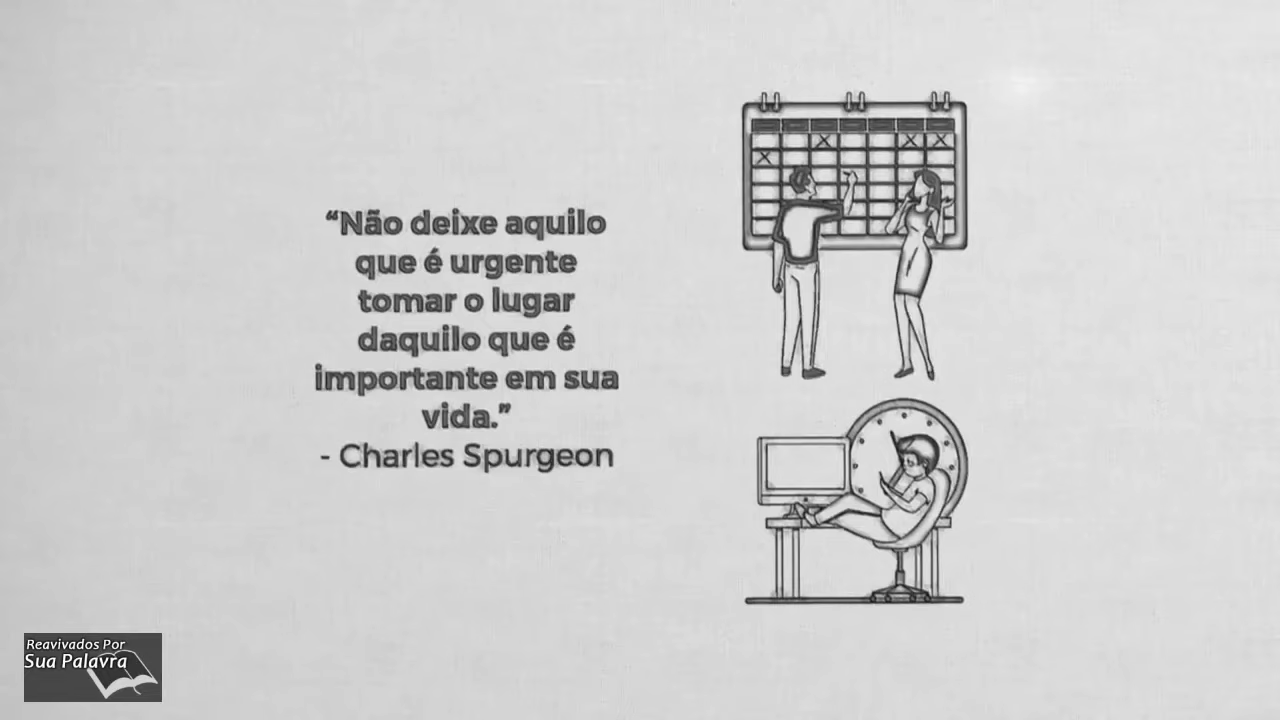 “Não deixe aquilo
que é urgente
tomar o lugar
daquilo que é
importante em sua
vida.”
- Charles Spurgeon
Reavivados Por
Sua Palavra